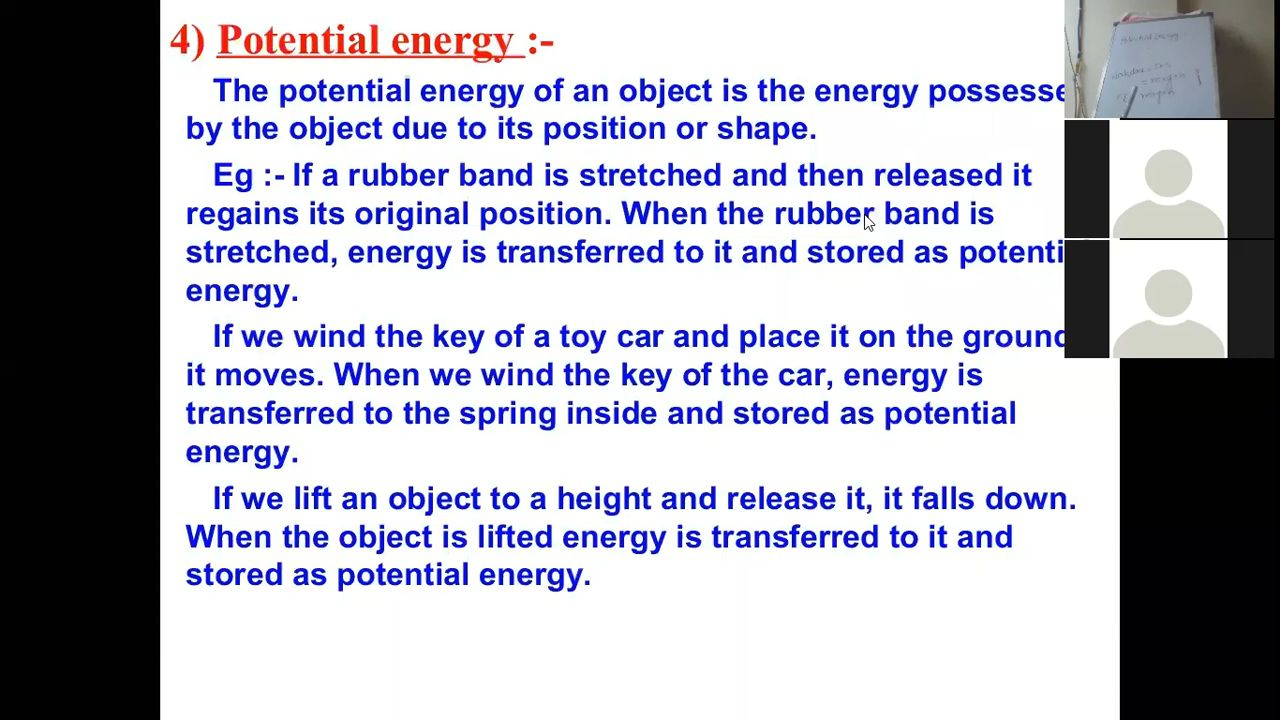 4) Potential energy :-
The potential energy of an object is the energy possesse
by the object due to its position or shape.
Eg :- If a rubber band is stretched and then released it
regains its original position. When the rubber band is
stretched, energy is transferred to it and stored as potenti
energy.
If we wind the key of a toy car and place it on the ground
it moves. When we wind the key of the car, energy is
transferred to the spring inside and stored as potential
energy.
If we lift an object to a height and release it, it falls down.
When the object is lifted energy is transferred to it and
stored as potential energy.